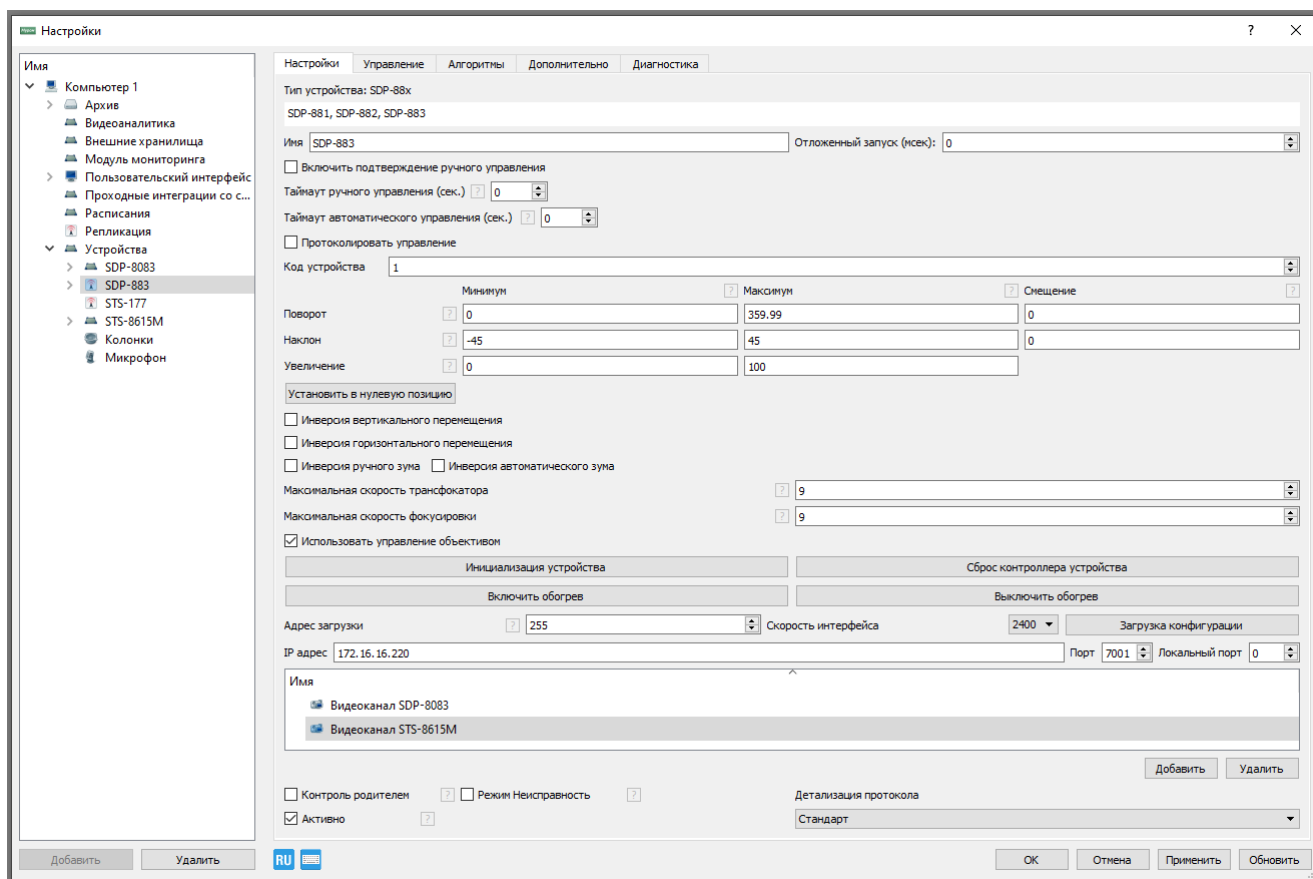 Настройки
?
Имя
Компьютер 1
Архив
Видеоаналитика
Внешние хранилища
Модуль мониторинга
Пользовательский интерфейс
Проходные интеграции со с...
Расписания
Репликация
Устройства
SDP-8083
SDP-883
STS-177
STS-8615M
Колонки
Микрофон
Добавить Удалить
Настройки Управление Алгоритмы Дополнительно Диагностика
Тип устройства: SDP-88x
SDP-881, SDP-882, SDP-883
Имя SDP-883 Отложенный запуск (мсек): 0
Включить подтверждение ручного управления
Таймаут ручного управления (сек.) ? 0
Таймаут автоматического управления (сек.) ? 0
Протоколировать управление
Код устройства 1
Минимум ? Максимум ? Смещение ?
Поворот ? 0 359.99 0
Наклон ? -45 45 0
Увеличение ? 0 100
Установить в нулевую позицию
Инверсия вертикального перемещения
Инверсия горизонтального перемещения
Инверсия ручного зума Инверсия автоматического зума
Максимальная скорость трансфокатора ? 9
Максимальная скорость фокусировки ? 9
Использовать управление объективом
Инициализация устройства Сброс контроллера устройства
Включить обогрев Выключить обогрев
Адрес загрузки ? 255 Скорость интерфейса 2400 Загрузка конфигурации
IP адрес 172.16.16.220 Порт 7001 Локальный порт 0
Имя
Видеоканал SDP-8083
Видеоканал STS-8615M
Добавить Удалить
Контроль родителем ? Режим Неисправность ? Детализация протокола
Активно ? Стандарт
RU OK Отмена Применить Обновить